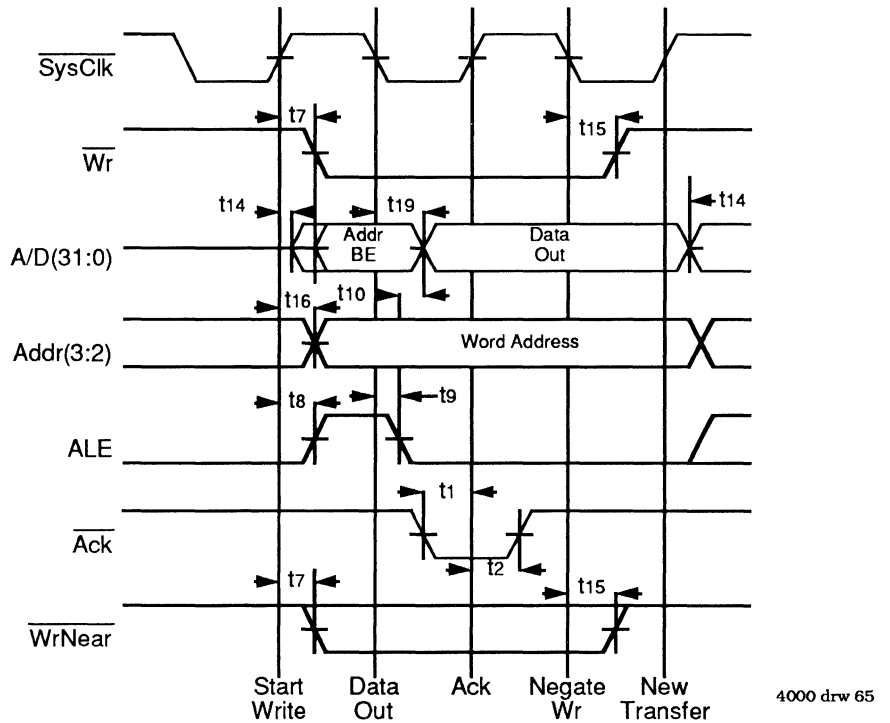 SysClk
t7
t15
Wr
t14
t19
t14
A/D(31:0)
Addr
BE
Data
Out
t16
t10
Addr(3:2)
Word Address
t8
t9
ALE
t1
Ack
t2
t7
t15
WrNear
Start
Write
Data
Out
Ack
Negate
Wr
New
Transfer
4000 drw 65